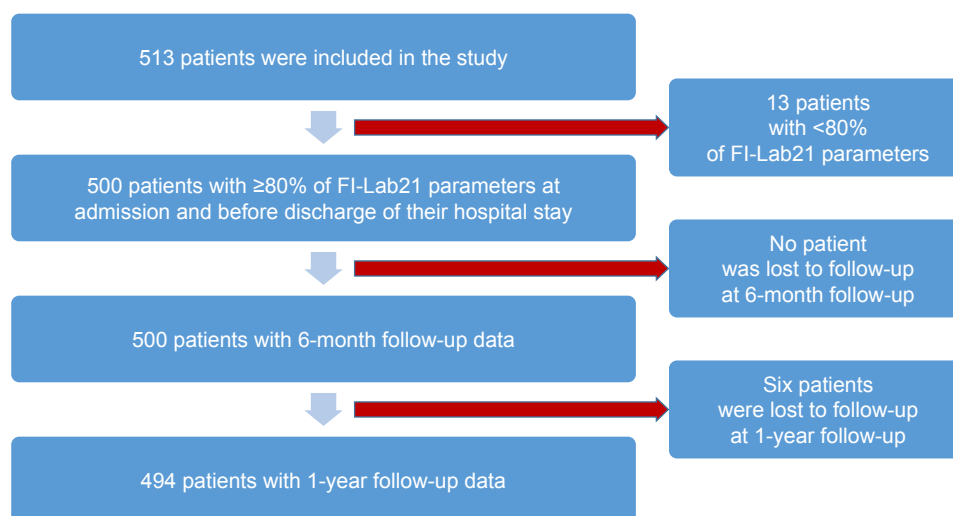 513 patients were included in the study
13 patients
with <80%
of FI-Lab21 parameters
500 patients with ≥80% of FI-Lab21 parameters at
admission and before discharge of their hospital stay
No patient
was lost to follow-up
at 6-month follow-up
500 patients with 6-month follow-up data
Six patients
were lost to follow-up
at 1-year follow-up
494 patients with 1-year follow-up data